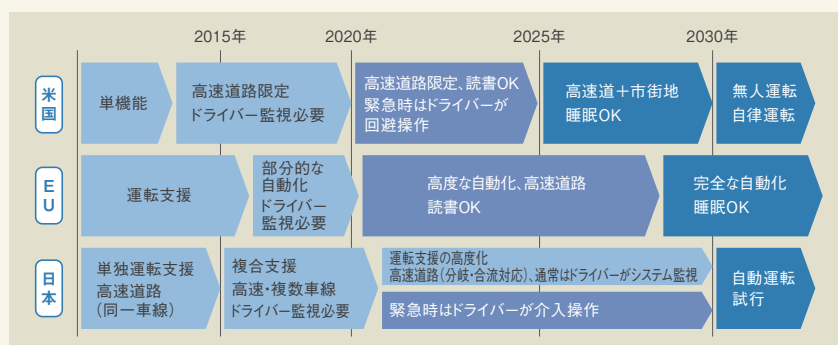 2015年
2020年
2025年
2030年
米国
単機能
高速道路限定
ドライバー監視必要
高速道路限定、読書OK
緊急時はドライバーが
回避操作
高速道+市街地
睡眠OK
無人運転
自律運転
EU
運転支援
部分的な
自動化
ドライバー
監視必要
高度な自動化、高速道路
読書OK
完全な自動化
睡眠OK
日本
単独運転支援
高速道路
(同一車線)
複合支援
高速・複数車線
ドライバー監視必要
運転支援の高度化
高速道路(分岐・合流対応)、通常はドライバーがシステム監視
緊急時はドライバーが介入操作
自動運転
試行